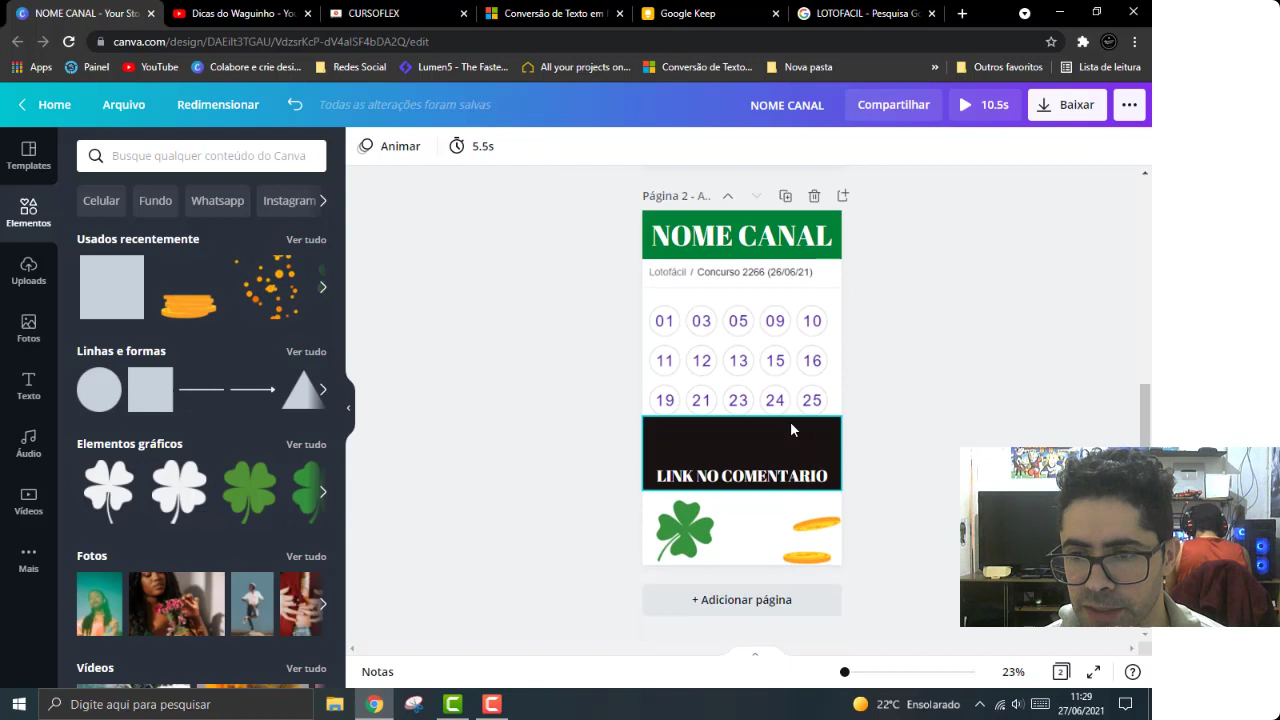 NOME CANAL - Your Sto
Dicas do Waguinho - You
CURSOFLEX
Conversão de Texto em
Google Keep
LOTOFACIL - Pesquisa Go
canva.com/design/DAEiIt3TGAU/VdzsrKcP-dV4aISF4bDA2Q/edit
Apps
Painel
YouTube
Colabore e crie desi...
Redes Social
Lumen5 - The Faste...
All your projects on...
Conversão de Texto...
Nova pasta
»
Outros favoritos
Lista de leitura
Home
Arquivo
Redimensionar
Todas as alterações foram salvas
NOME CANAL
Compartilhar
10.5s
Baixar
Animar
5.5s
Templates
Elementos
Uploads
Fotos
Texto
Áudio
Vídeos
Mais
Busque qualquer conteúdo do Canva
Celular
Fundo
Whatsapp
Instagram
Usados recentemente
Ver tudo
Linhas e formas
Ver tudo
Elementos gráficos
Ver tudo
Fotos
Ver tudo
Vídeos
Ver tudo
Página 2 - A..
NOME CANAL
Lotofácil / Concurso 2266 (26/06/21)
01 03 05 09 10
11 12 13 15 16
19 21 23 24 25
LINK NO COMENTARIO
+ Adicionar página
Notas
23%
2
Digite aqui para pesquisar
22°C Ensolarado
11:29
27/06/2021